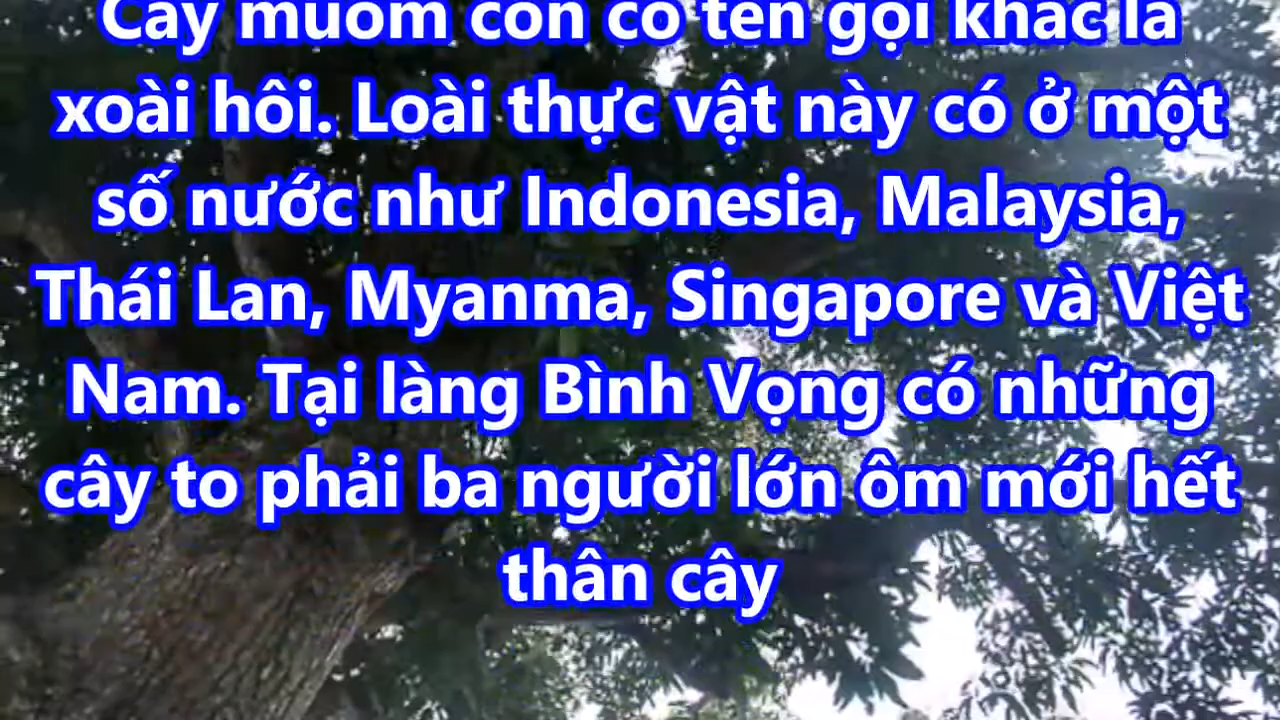 Cây muỗm còn có tên gọi khác là
xoài hôi. Loài thực vật này có ở một
số nước như Indonesia, Malaysia,
Thái Lan, Myanma, Singapore và Việt
Nam. Tại làng Bình Vọng có những
cây to phải ba người lớn ôm mới hết
thân cây